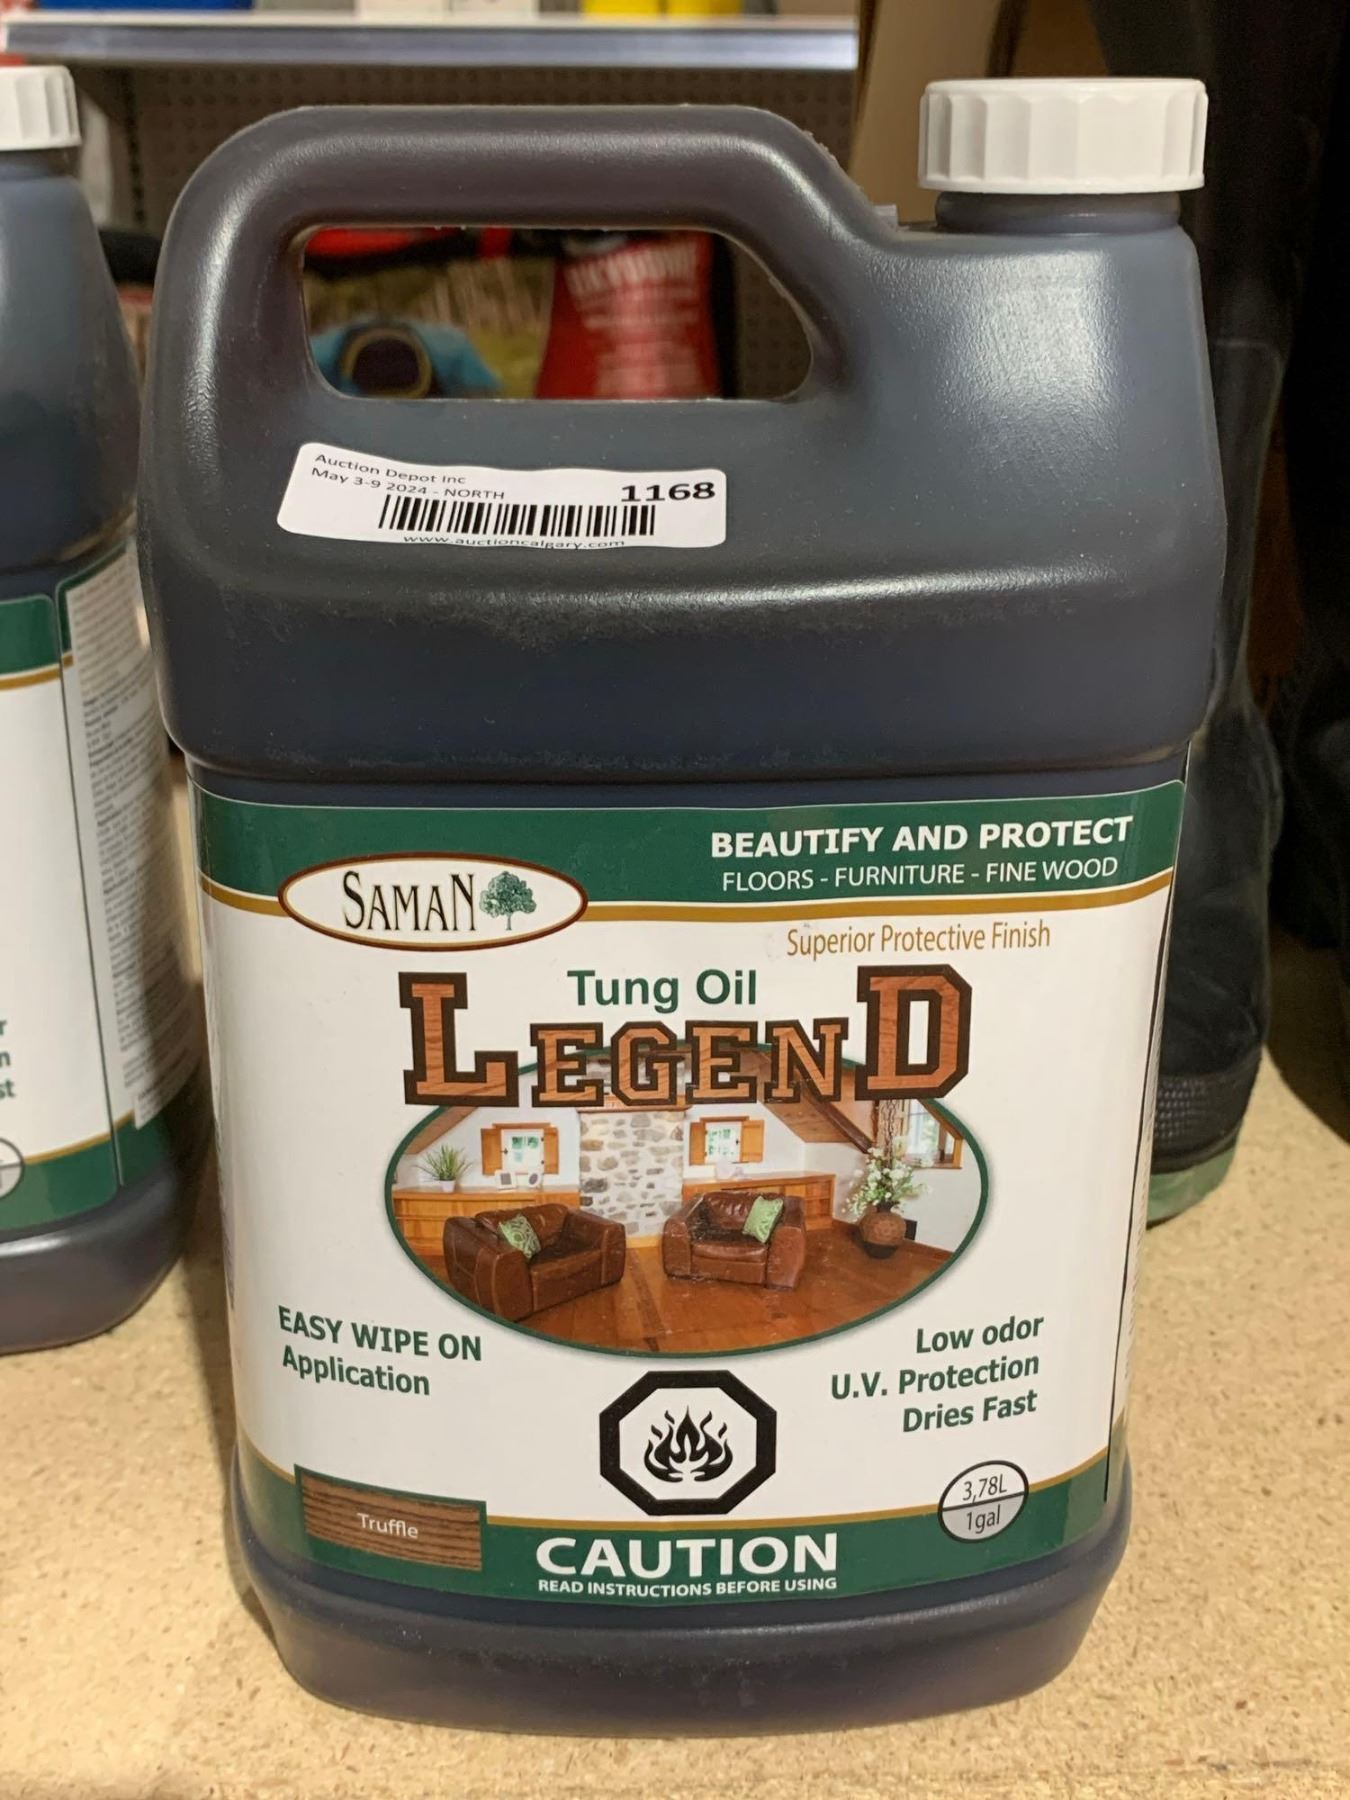 Auction Depot Inc
May 3-9 2024 - NORTH
1168
www.auctioncalgary.com
BEAUTIFY AND PROTECT
FLOORS - FURNITURE - FINE WOOD
SAMAN
Superior Protective Finish
Tung Oil
LEGEND
EASY WIPE ON
Application
Low odor
U.V. Protection
Dries Fast
3,78L
1gal
Truffle
CAUTION
READ INSTRUCTIONS BEFORE USING